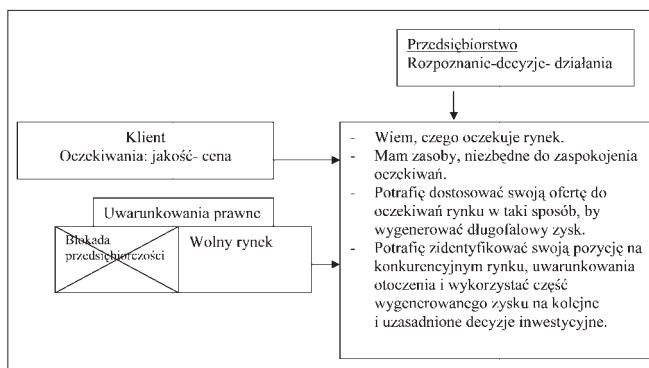 Przedsiębiorstwo
Rozpoznanie-decyzje- działania
Klient
Oczekiwania: jakość- cena
Uwarunkowania prawne
Blokada
przedsiębiorczości
Wolny rynek
- Wiem, czego oczekuje rynek.
- Mam zasoby, niezbędne do zaspokojenia
oczekiwań.
- Potrafię dostosować swoją ofertę do
oczekiwań rynku w taki sposób, by
wygenerować długofalowy zysk.
- Potrafię zidentyfikować swoją pozycję na
konkurencyjnym rynku, uwarunkowania
otoczenia i wykorzystać część
wygenerowanego zysku na kolejne
i uzasadnione decyzje inwestycyjne.